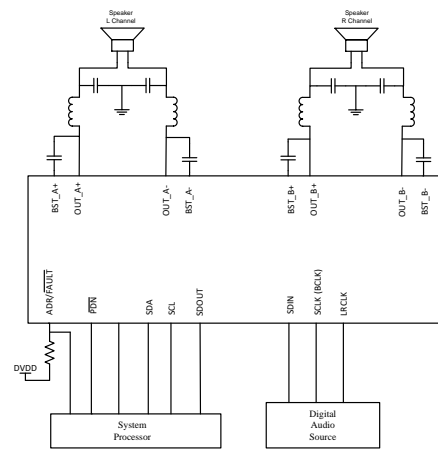 Speaker
L Channel
Speaker
R Channel
BST_A+
OUT_A+
OUT_A-
BST_A-
BST_B+
OUT_B+
OUT_B-
BST_B-
ADR/FAULT
PDN
SDA
SCL
SDOUT
SDIN
SCLK (BCLK)
LRCLK
DVDD
System
Processor
Digital
Audio
Source